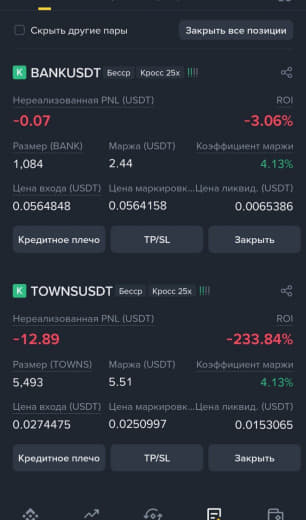 Скрыть другие пары
Закрыть все позиции
К BANKUSDT Бесср Кросс 25x
Нереализованная PNL (USDT) ROI
-0.07 -3.06%
Размер (BANK) Маржа (USDT) Коэффициент маржи
1,084 2.44 4.13%
Цена входа (USDT) Цена маркировк... Цена ликвид. (USDT)
0.0564848 0.0564158 0.0065386
Кредитное плечо TP/SL Закрыть
К TOWNSUSDT Бесср Кросс 25x
Нереализованная PNL (USDT) ROI
-12.89 -233.84%
Размер (TOWNS) Маржа (USDT) Коэффициент маржи
5,493 5.51 4.13%
Цена входа (USDT) Цена маркировк... Цена ликвид. (USDT)
0.0274475 0.0250997 0.0153065
Кредитное плечо TP/SL Закрыть